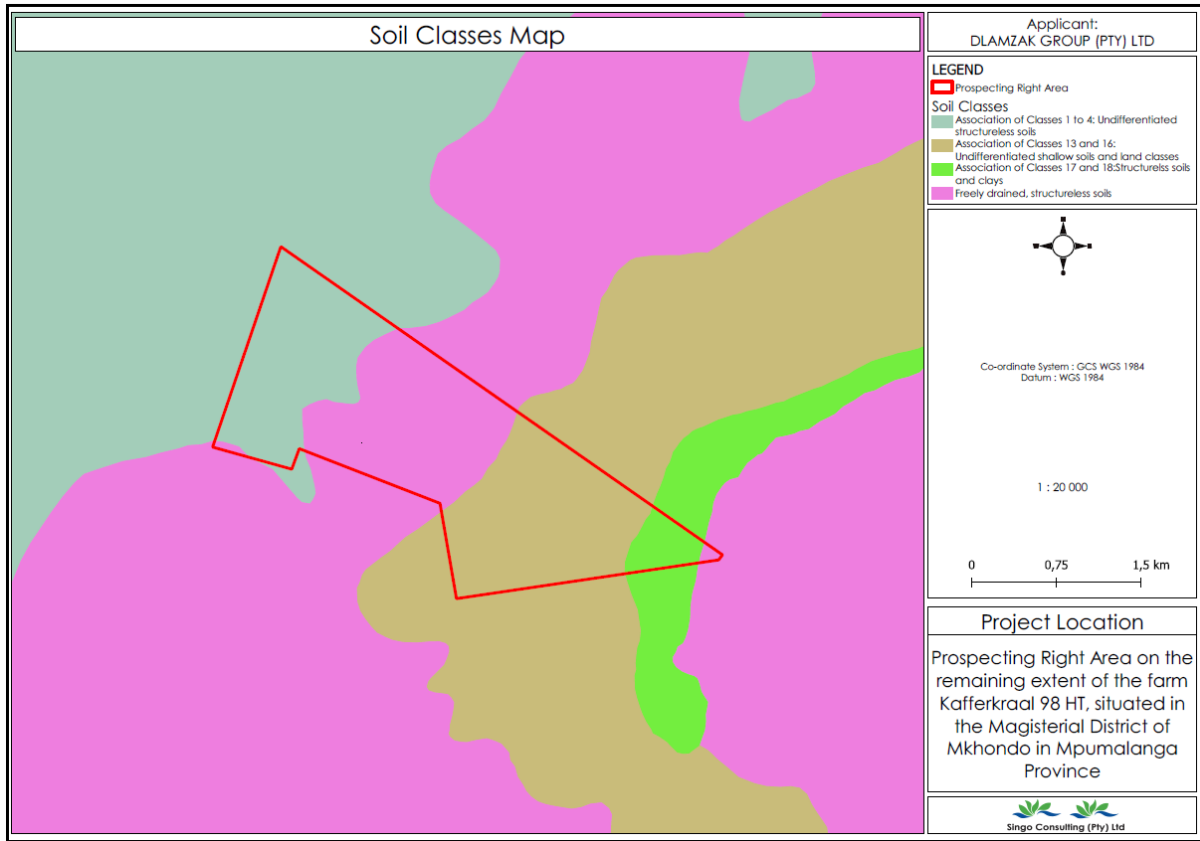 Soil Classes Map
Applicant:
DLAMZAK GROUP (PTY) LTD
LEGEND
Prospecting Right Area
Soil Classes
Association of Classes 1 to 4: Undifferentiated
structureless soils
Association of Classes 13 and 16:
Undifferentiated shallow soils and land classes
Association of Classes 17 and 18:Structurelss soils
and clays
Freely drained, structureless soils
Co-ordinate System : GCS WGS 1984
Datum : WGS 1984
1 : 20 000
0 0,75 1,5 km
Project Location
Prospecting Right Area on the
remaining extent of the farm
Kafferkraal 98 HT, situated in
the Magisterial District of
Mkhondo in Mpumalanga
Province
Singo Consulting (Pty) Ltd